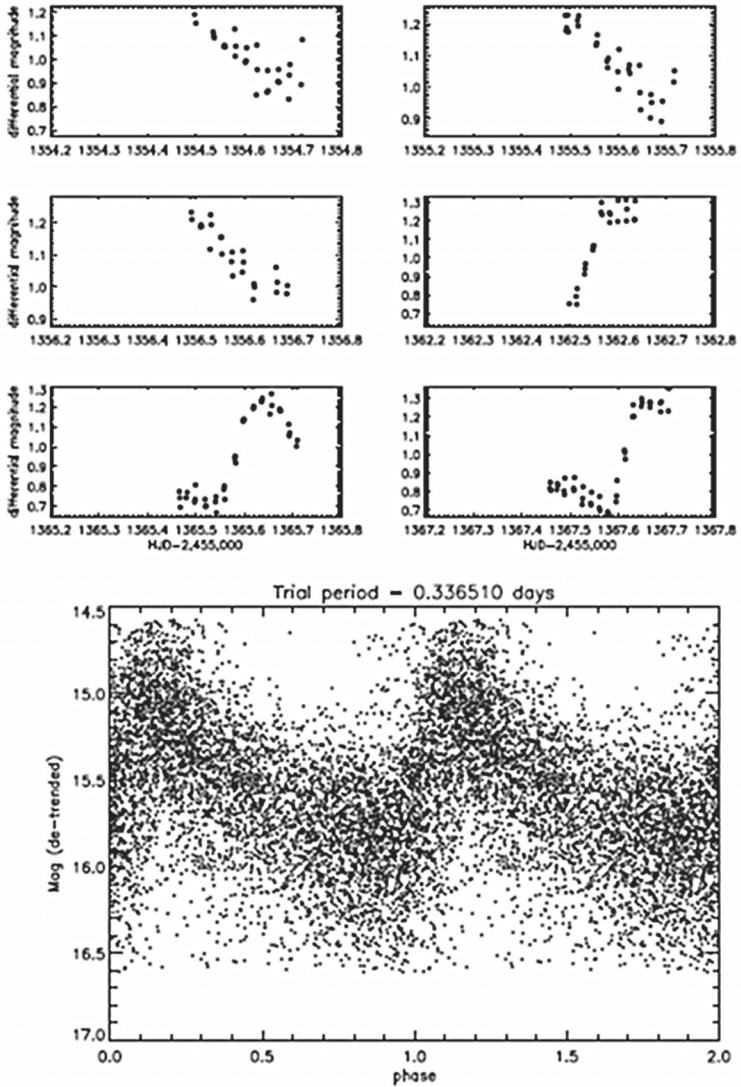 differential magnitude
1.2
1.1
1.0
0.9
0.8
0.7
1354.2 1354.3 1354.4 1354.5 1354.6 1354.7 1354.8
1.2
1.1
1.0
0.9
1355.2 1355.3 1355.4 1355.5 1355.6 1355.7 1355.8
differential magnitude
1.2
1.1
1.0
0.9
1356.2 1356.3 1356.4 1356.5 1356.6 1356.7 1356.8
1.3
1.2
1.1
1.0
0.9
0.8
0.7
1362.2 1362.3 1362.4 1362.5 1362.6 1362.7 1362.8
differential magnitude
1.3
1.2
1.1
1.0
0.9
0.8
0.7
1365.2 1365.3 1365.4 1365.5 1365.6 1365.7 1365.8
HJD-2,455,000
1.3
1.2
1.1
1.0
0.9
0.8
0.7
1367.2 1367.3 1367.4 1367.5 1367.6 1367.7 1367.8
HJD-2,455,000
Trial period = 0.336510 days
Mag (de-trended)
14.5
15.0
15.5
16.0
16.5
17.0
0.0 0.5 1.0 1.5 2.0
phase